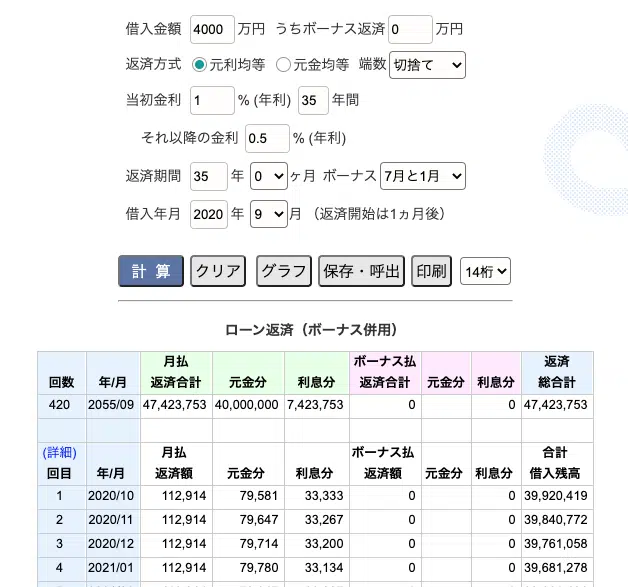 借入金額 4000 万円 うちボーナス返済 0 万円
返済方式 元利均等 元金均等 端数 切捨て
当初金利 1 % (年利) 35 年間
それ以降の金利 0.5 % (年利)
返済期間 35 年 0 ヶ月 ボーナス 7月と1月
借入年月 2020 年 9 月 （返済開始は1ヵ月後）
計 算 クリア グラフ 保存・呼出 印刷 14桁
ローン返済（ボーナス併用）
月払 ボーナス払 返済
回数 年/月 返済合計 元金分 利息分 返済合計 元金分 利息分 総合計
420 2055/09 47,423,753 40,000,000 7,423,753 0 0 47,423,753
(詳細) 月払 ボーナス払 合計
回目 年/月 返済額 元金分 利息分 返済額 元金分 利息分 借入残高
1 2020/10 112,914 79,581 33,333 0 0 39,920,419
2 2020/11 112,914 79,647 33,267 0 0 39,840,772
3 2020/12 112,914 79,714 33,200 0 0 39,761,058
4 2021/01 112,914 79,780 33,134 0 0 39,681,278